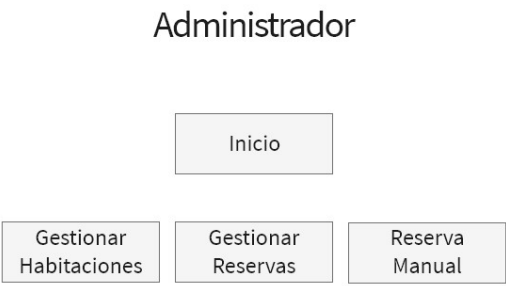 Administrador
Inicio
Gestionar
Habitaciones
Gestionar
Reservas
Reserva
Manual